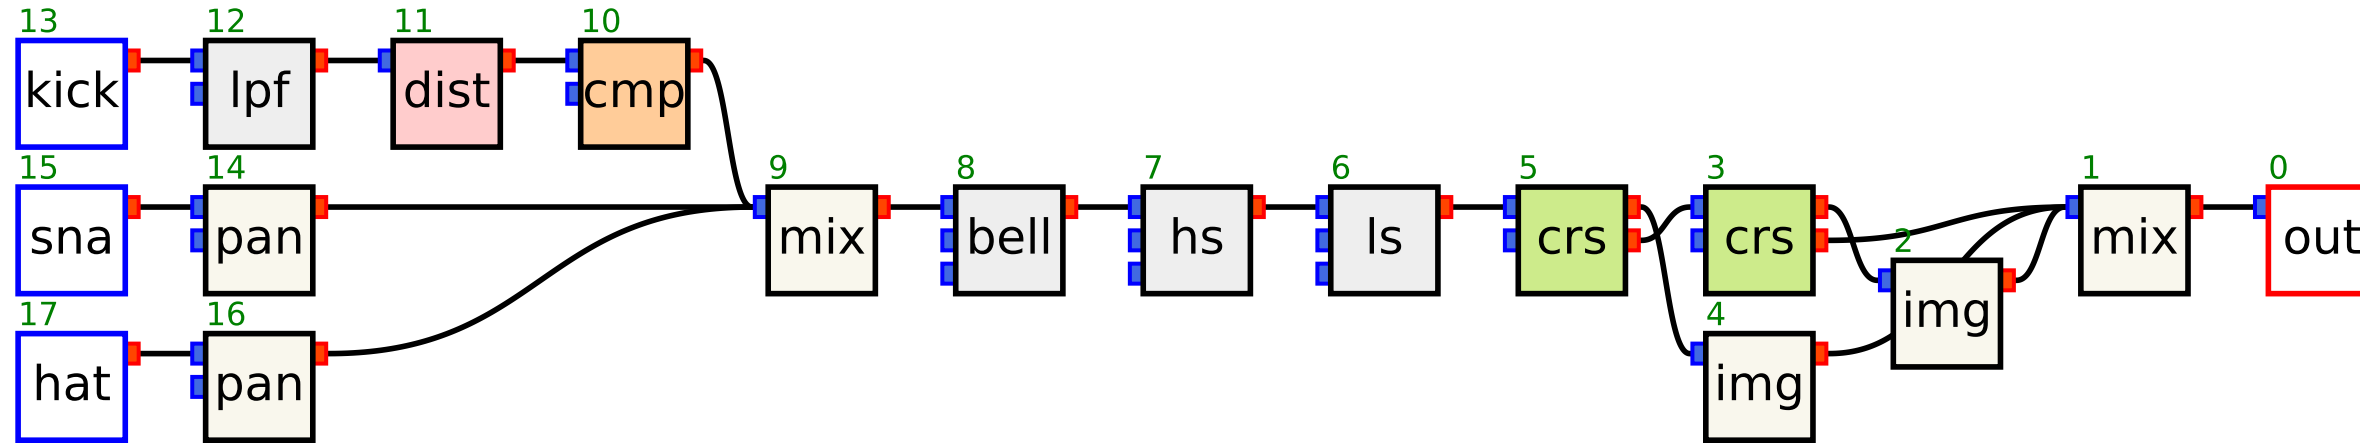 13 12 11 10
kick lpf dist cmp
15 14 9 8 7 6 5 3 1 0
sna pan mix bell hs ls crs crs mix out
2
img
17 16 4
hat pan img